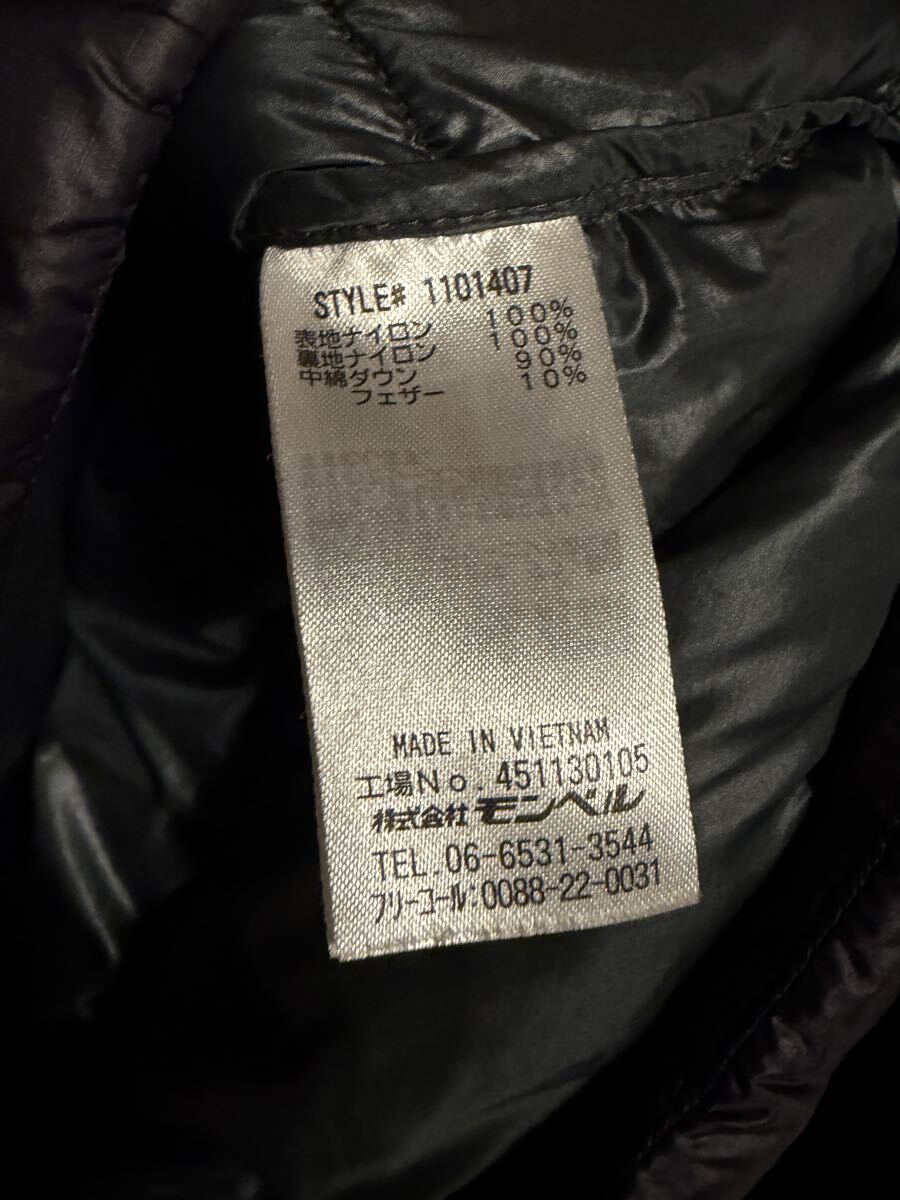 STYLE# 1101407
表地ナイロン 100%
裏地ナイロン 100%
中綿ダウン 90%
フェザー 10%
MADE IN VIETNAM
工場No. 451130105
株式会社 モンベル
TEL. 06-6531-3544
フリーコール:0088-22-0031